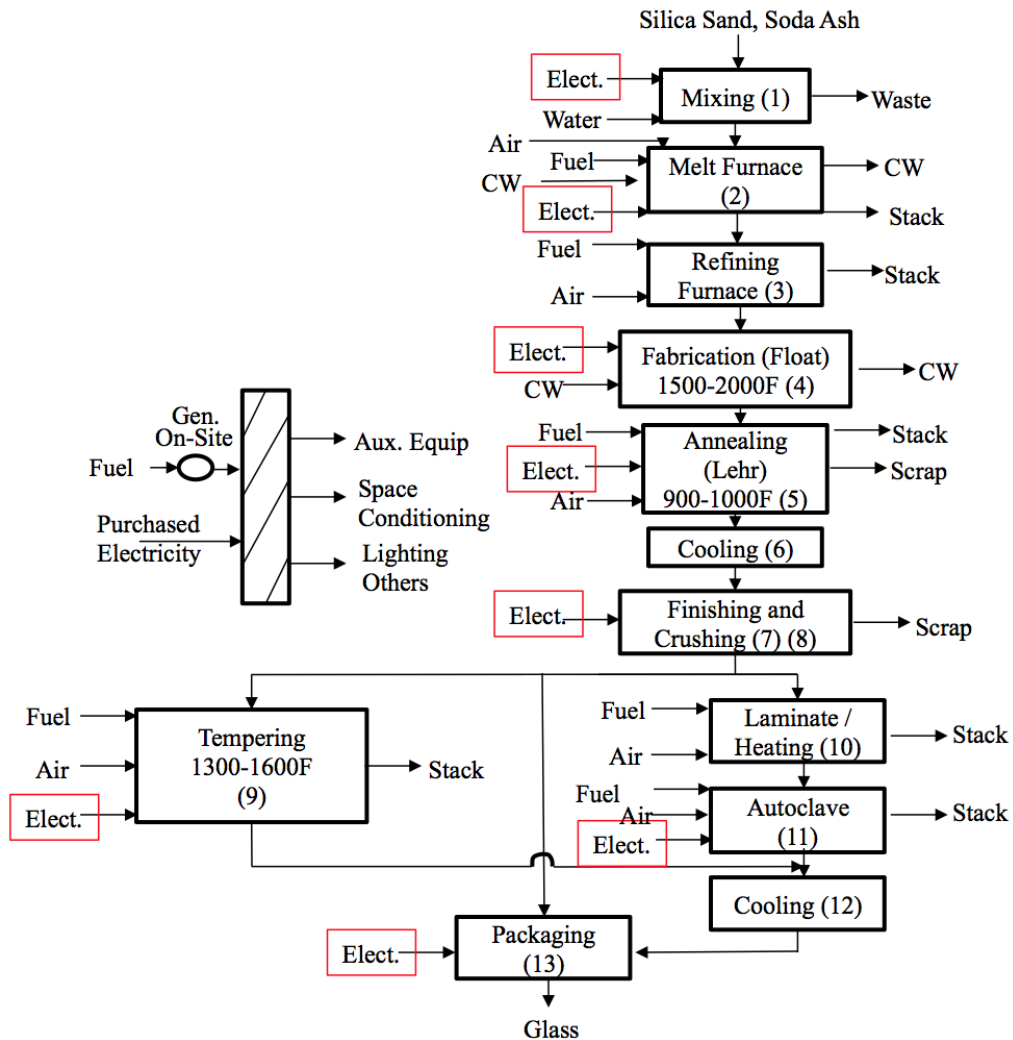 Silica Sand, Soda Ash
Elect.
Mixing (1)
Waste
Water
Air
Fuel
CW
Elect.
Melt Furnace
(2)
CW
Stack
Fuel
Air
Refining
Furnace (3)
Stack
Elect.
CW
Fabrication (Float)
1500-2000F (4)
CW
Fuel
Elect.
Air
Annealing
(Lehr)
900-1000F (5)
Stack
Scrap
Cooling (6)
Gen.
On-Site
Fuel
Purchased
Electricity
Aux. Equip
Space
Conditioning
Lighting
Others
Elect.
Finishing and
Crushing (7) (8)
Scrap
Fuel
Air
Elect.
Tempering
1300-1600F
(9)
Stack
Fuel
Air
Laminate /
Heating (10)
Stack
Fuel
Air
Elect.
Autoclave
(11)
Stack
Cooling (12)
Elect.
Packaging
(13)
Glass